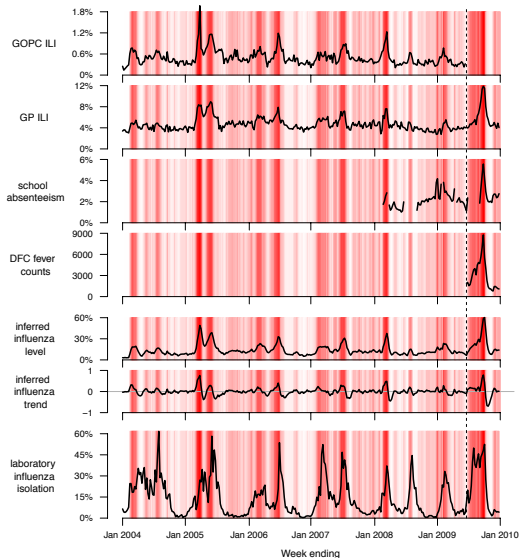 GOPC ILI
1.8%
1.2%
0.6%
0%
GP ILI
12%
8%
4%
0%
school
absenteeism
6%
4%
2%
0%
DFC fever
counts
9000
6000
3000
0
inferred
influenza
level
60%
30%
0%
inferred
influenza
trend
1
0
−1
laboratory
influenza
isolation
60%
45%
30%
15%
0%
Jan 2004
Jan 2005
Jan 2006
Jan 2007
Jan 2008
Jan 2009
Jan 2010
Week ending